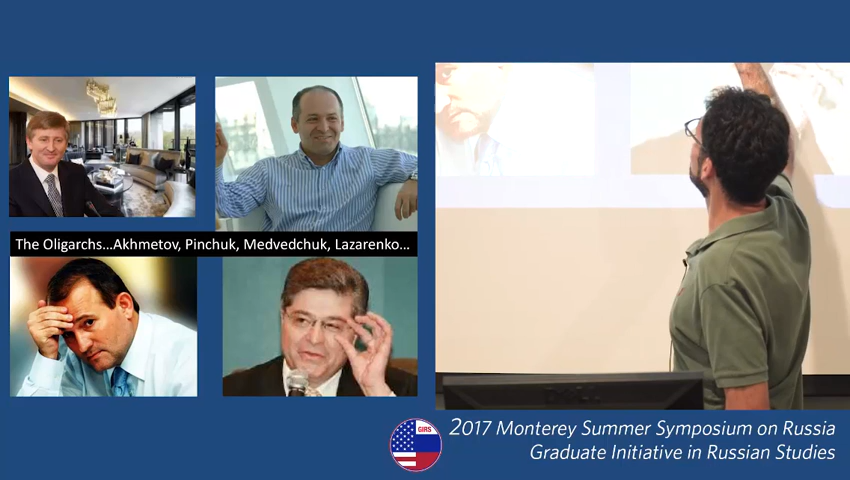 The Oligarchs...Akhmetov, Pinchuk, Medvedchuk, Lazarenko...
GIRS
2017 Monterey Summer Symposium on Russia
Graduate Initiative in Russian Studies